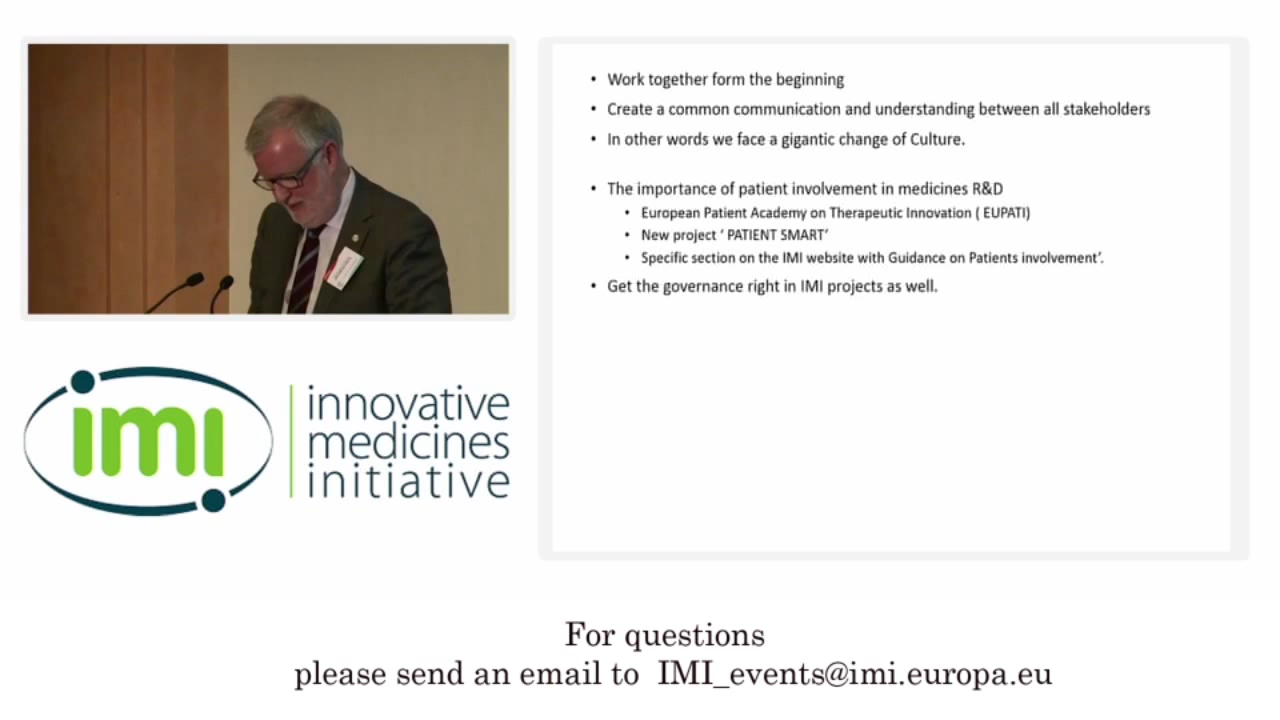 • Work together form the beginning
• Create a common communication and understanding between all stakeholders
• In other words we face a gigantic change of Culture.
• The importance of patient involvement in medicines R&D
• European Patient Academy on Therapeutic Innovation ( EUPATI)
• New project ‘ PATIENT SMART’
• Specific section on the IMI website with Guidance on Patients involvement’.
• Get the governance right in IMI projects as well.
imi
innovative
medicines
initiative
For questions
please send an email to IMI_events@imi.europa.eu